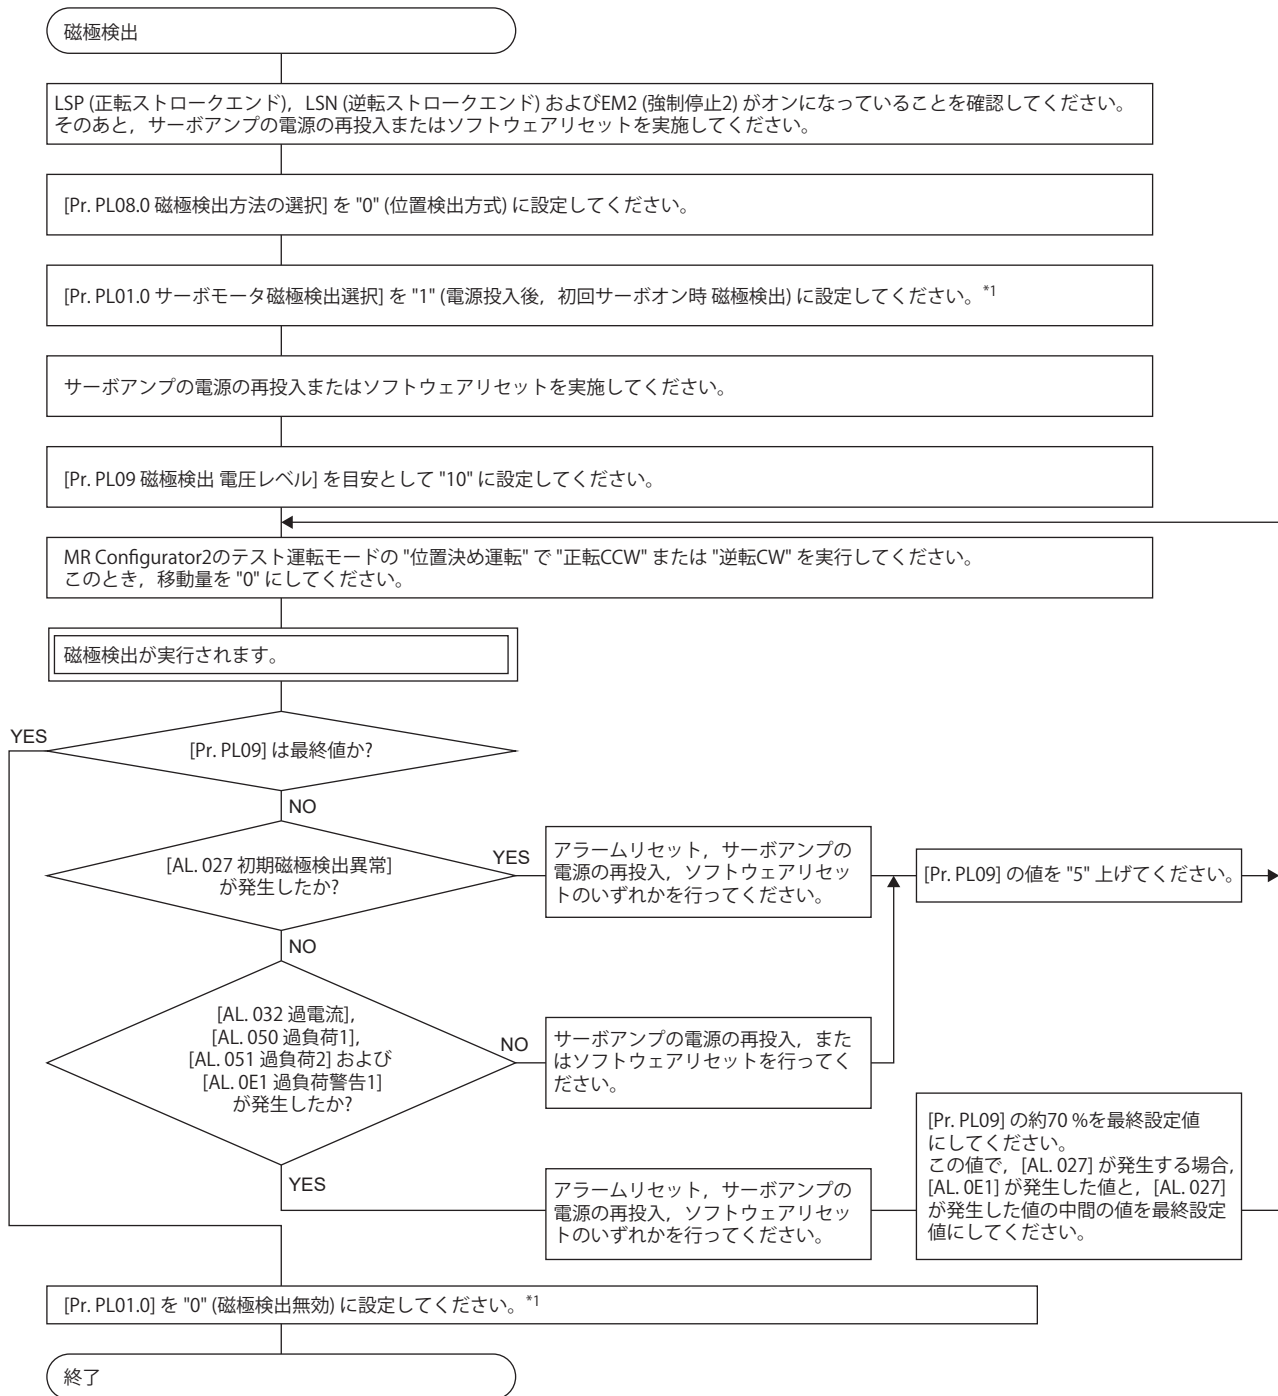 磁極検出
LSP (正転ストロークエンド)，LSN (逆転ストロークエンド) およびEM2 (強制停止2) がオンになっていることを確認してください。
そのあと，サーボアンプの電源の再投入またはソフトウェアリセットを実施してください。
[Pr. PL08.0 磁極検出方法の選択] を "0" (位置検出方式) に設定してください。
[Pr. PL01.0 サーボモータ磁極検出選択] を "1" (電源投入後，初回サーボオン時 磁極検出) に設定してください。*1
サーボアンプの電源の再投入またはソフトウェアリセットを実施してください。
[Pr. PL09 磁極検出 電圧レベル] を目安として "10" に設定してください。
MR Configurator2のテスト運転モードの "位置決め運転" で "正転CCW" または "逆転CW" を実行してください。
このとき，移動量を "0" にしてください。
磁極検出が実行されます。
YES
[Pr. PL09] は最終値か?
NO
[AL. 027 初期磁極検出異常]
が発生したか?
YES
アラームリセット，サーボアンプの
電源の再投入，ソフトウェアリセッ
トのいずれかを行ってください。
[Pr. PL09] の値を "5" 上げてください。
NO
[AL. 032 過電流],
[AL. 050 過負荷1],
[AL. 051 過負荷2] および
[AL. 0E1 過負荷警告1]
が発生したか?
NO
サーボアンプの電源の再投入，また
はソフトウェアリセットを行ってく
ださい。
YES
アラームリセット，サーボアンプの
電源の再投入，ソフトウェアリセッ
トのいずれかを行ってください。
[Pr. PL09] の約70 %を最終設定値
にしてください。
この値で，[AL. 027] が発生する場合，
[AL. 0E1] が発生した値と，[AL. 027]
が発生した値の中間の値を最終設定
値にしてください。
[Pr. PL01.0] を "0" (磁極検出無効) に設定してください。*1
終了